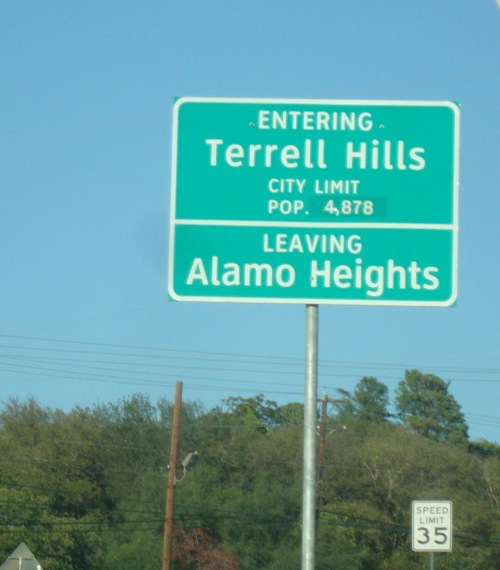 ENTERING
Terrell Hills
CITY LIMIT
POP. 4,878
LEAVING
Alamo Heights
SPEED
LIMIT
35